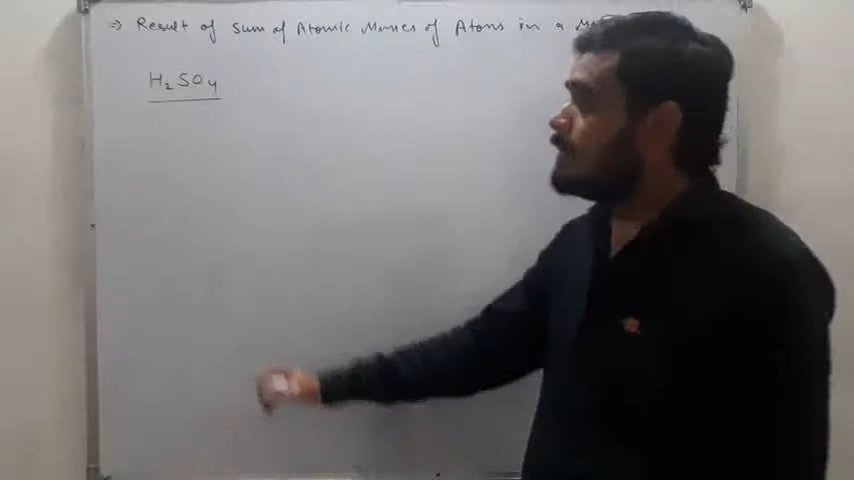 ⇒ Result of sum of Atomic Masses of Atoms in a
H₂SO₄